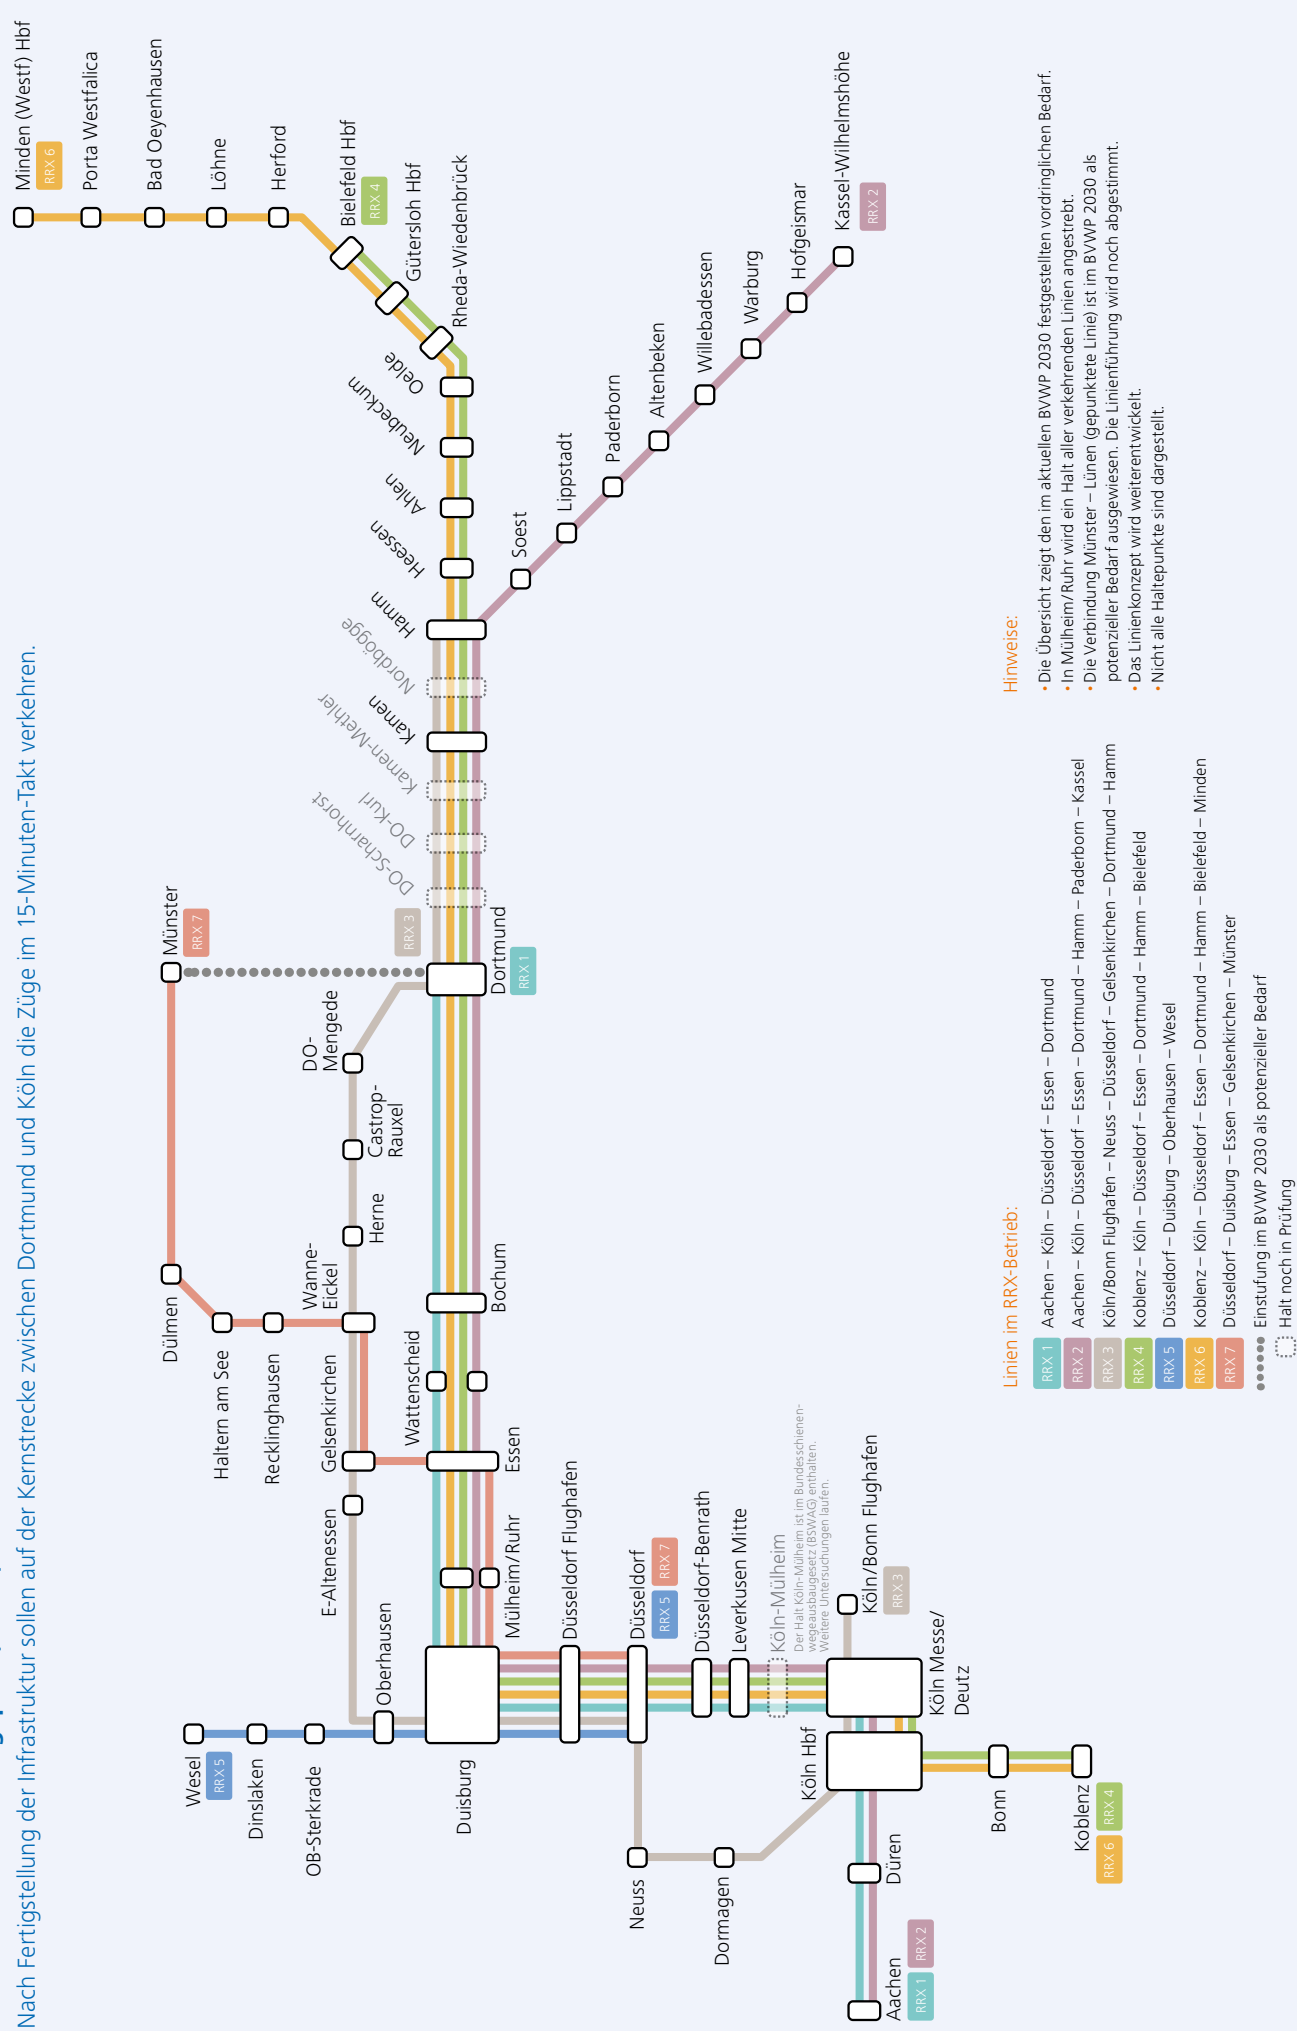 Nach Fertigstellung der Infrastruktur sollen auf der Kernstrecke zwischen Dortmund und Köln die Züge im 15-Minuten-Takt verkehren.
Minden (Westf) Hbf
RRX 6
Porta Westfalica
Bad Oeyenhausen
Löhne
Herford
Bielefeld Hbf
RRX 4
Gütersloh Hbf
Rheda-Wiedenbrück
Oelde
Neubeckum
Ahlen
Heessen
Hamm
Nordbögge
Kamen
Kamen-Methler
DO-Kurl
DO-Scharnhorst
Soest
Lippstadt
Paderborn
Altenbeken
Willebadessen
Warburg
Hofgeismar
Kassel-Wilhelmshöhe
RRX 2
Münster
RRX 7
RRX 3
Dortmund
RRX 1
DO-
Mengede
Castrop-
Rauxel
Herne
Wanne-
Eickel
Dülmen
Haltern am See
Recklinghausen
Gelsenkirchen
E-Altenessen
Bochum
Wattenscheid
Essen
Mülheim/Ruhr
Oberhausen
Wesel
RRX 5
Dinslaken
OB-Sterkrade
Duisburg
Düsseldorf Flughafen
Düsseldorf
RRX 5
RRX 7
Düsseldorf-Benrath
Leverkusen Mitte
Köln-Mülheim
Der Halt Köln-Mülheim ist im Bundesschienen-
wegeausbaugesetz (BSWAG) enthalten.
Weitere Untersuchungen laufen.
Köln/Bonn Flughafen
RRX 3
Köln Messe/
Deutz
Köln Hbf
Neuss
Dormagen
Düren
Aachen
RRX 1
RRX 2
Bonn
Koblenz
RRX 6
RRX 4
Linien im RRX-Betrieb:
RRX 1 Aachen – Köln – Düsseldorf – Essen – Dortmund
RRX 2 Aachen – Köln – Düsseldorf – Essen – Dortmund – Hamm – Paderborn – Kassel
RRX 3 Köln/Bonn Flughafen – Neuss – Düsseldorf – Gelsenkirchen – Dortmund – Hamm
RRX 4 Koblenz – Köln – Düsseldorf – Essen – Dortmund – Hamm – Bielefeld
RRX 5 Düsseldorf – Duisburg – Oberhausen – Wesel
RRX 6 Koblenz – Köln – Düsseldorf – Essen – Dortmund – Hamm – Bielefeld – Minden
RRX 7 Düsseldorf – Duisburg – Essen – Gelsenkirchen – Münster
Einstufung im BVWP 2030 als potenzieller Bedarf
Halt noch in Prüfung
Hinweise:
• Die Übersicht zeigt den im aktuellen BVWP 2030 festgestellten vordringlichen Bedarf.
• In Mülheim/Ruhr wird ein Halt aller verkehrenden Linien angestrebt.
• Die Verbindung Münster – Lünen (gepunktete Linie) ist im BVWP 2030 als
potenzieller Bedarf ausgewiesen. Die Linienführung wird noch abgestimmt.
• Das Linienkonzept wird weiterentwickelt.
• Nicht alle Haltepunkte sind dargestellt.